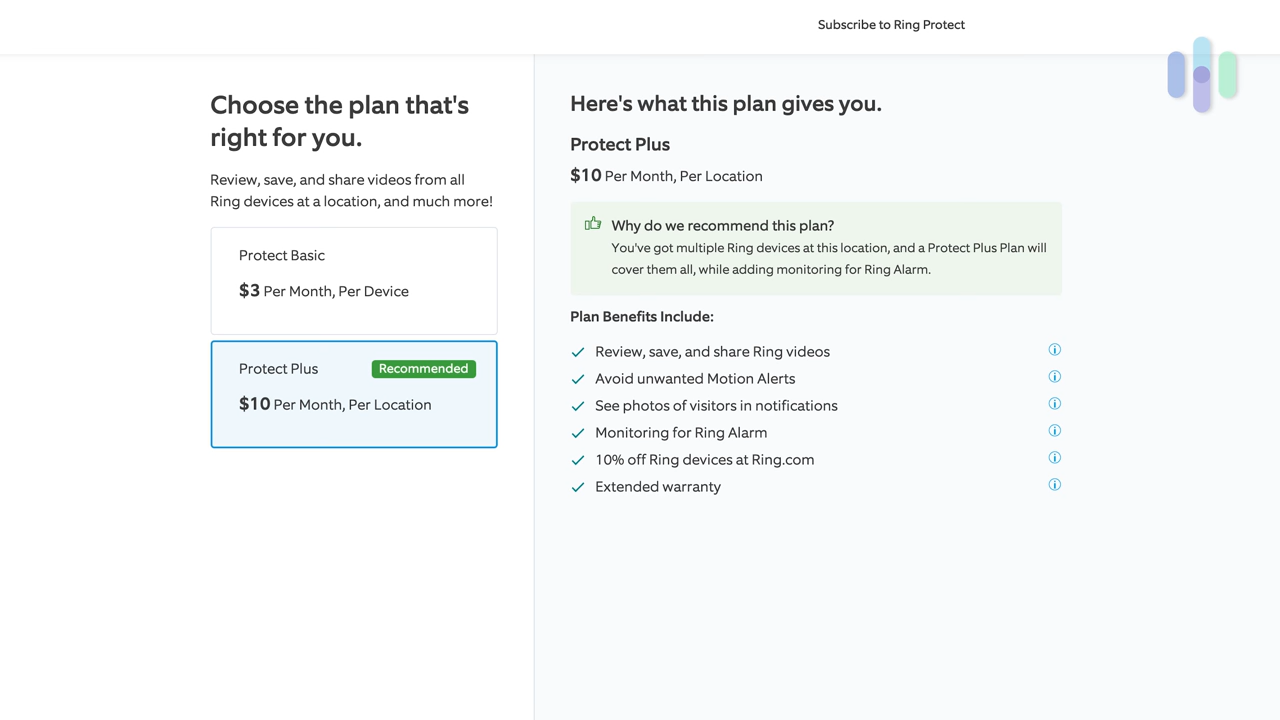 Subscribe to Ring Protect
Choose the plan that's
right for you.
Review, save, and share videos from all
Ring devices at a location, and much more!
Protect Basic
$3 Per Month, Per Device
Protect Plus
Recommended
$10 Per Month, Per Location
Here's what this plan gives you.
Protect Plus
$10 Per Month, Per Location
Why do we recommend this plan?
You've got multiple Ring devices at this location, and a Protect Plus Plan will
cover them all, while adding monitoring for Ring Alarm.
Plan Benefits Include:
Review, save, and share Ring videos
Avoid unwanted Motion Alerts
See photos of visitors in notifications
Monitoring for Ring Alarm
10% off Ring devices at Ring.com
Extended warranty